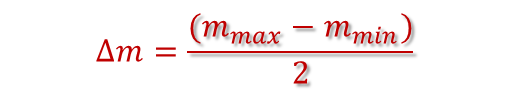 Δm = (m_max − m_min) / 2